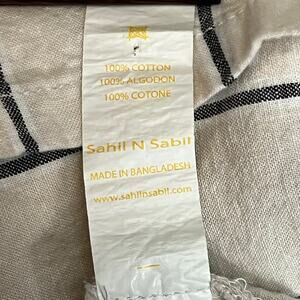 100% COTTON
100% ALGODON
100% COTONE
Sahil N Sabil
MADE IN BANGLADESH
www.sahilnsabil.com